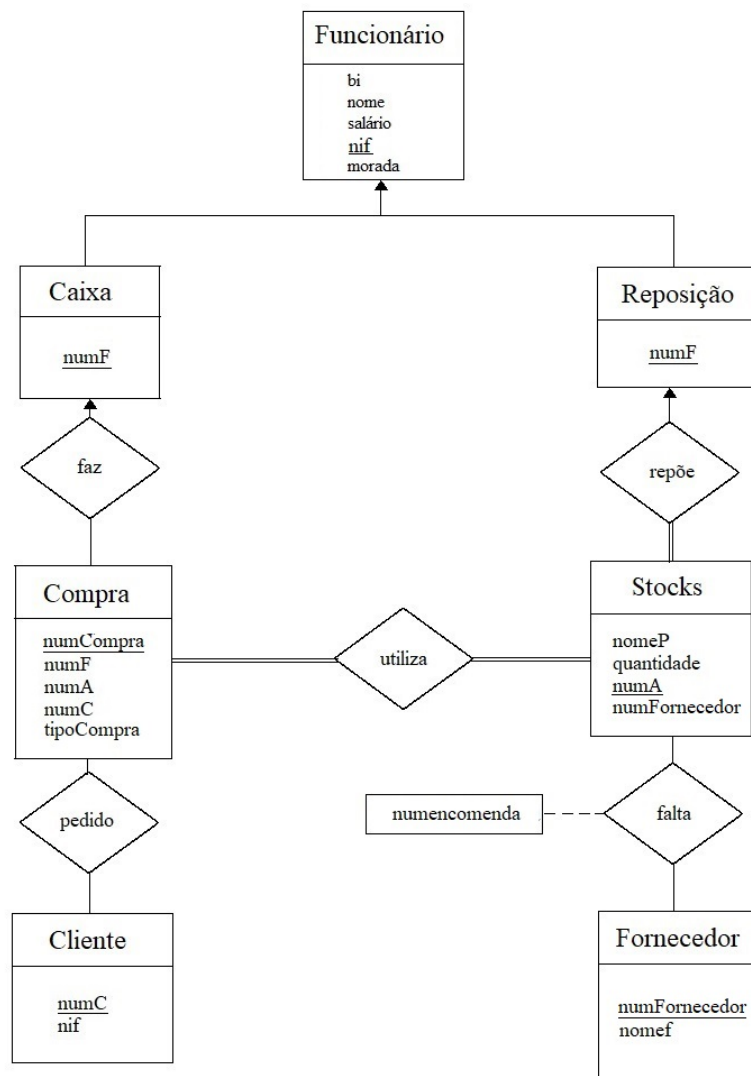 Funcionário
bi
nome
salário
nif
morada
Caixa
numF
Reposição
numF
faz
repõe
Compra
numCompra
numF
numA
numC
tipoCompra
utiliza
Stocks
nomeP
quantidade
numA
numFornecedor
pedido
numencomenda
falta
Cliente
numC
nif
Fornecedor
numFornecedor
nomef